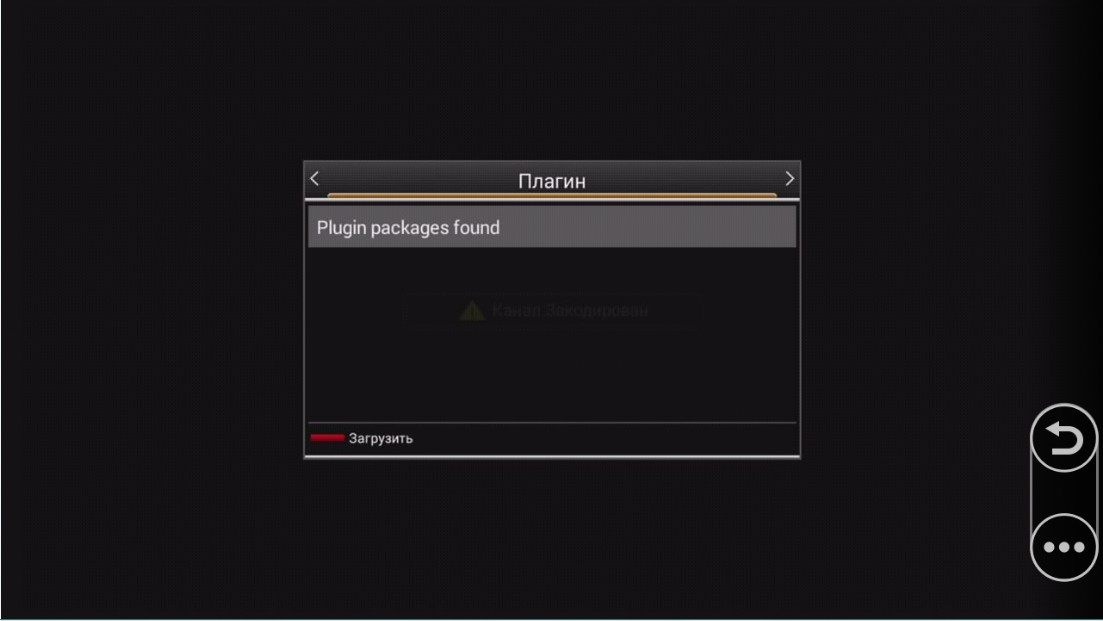 Плагин
Plugin packages found
Канал Закодирован
Загрузить